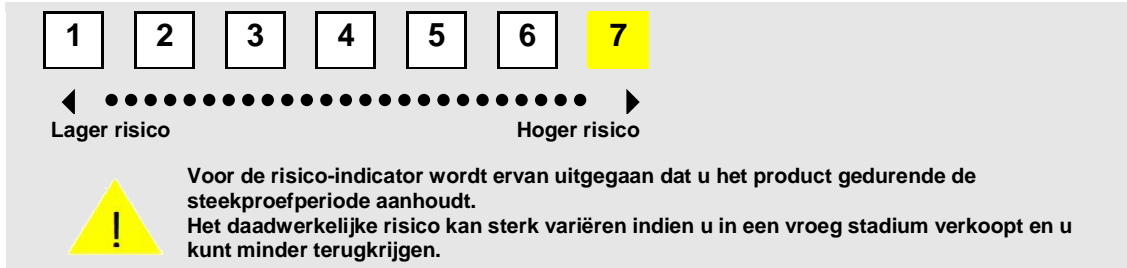 1 2 3 4 5 6 7
Lager risico Hoger risico
!
Voor de risico-indicator wordt ervan uitgegaan dat u het product gedurende de
steekproefperiode aanhoudt.
Het daadwerkelijke risico kan sterk variëren indien u in een vroeg stadium verkoopt en u
kunt minder terugkrijgen.